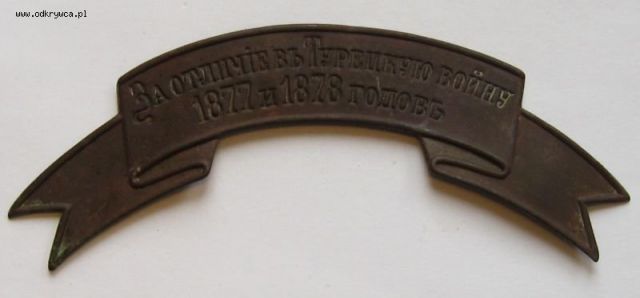 www.odkrywca.pl
За отличіе въ Турецкую войну
1877 и 1878 годовъ